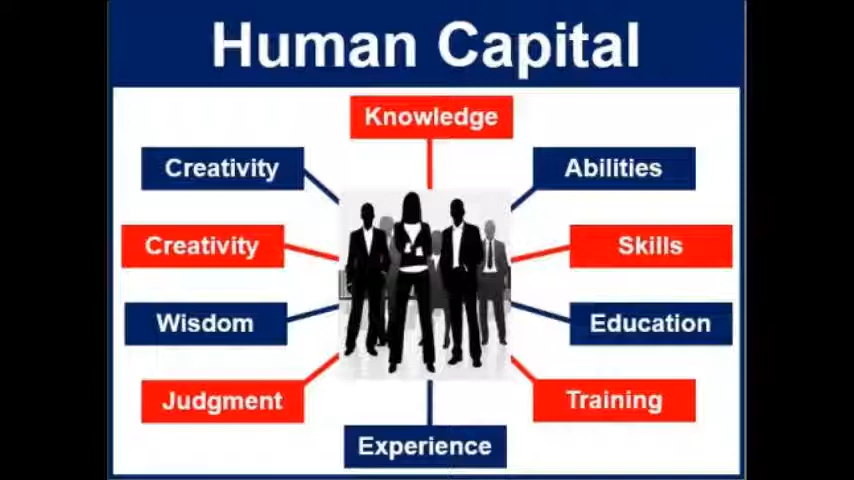 Human Capital
Knowledge
Creativity
Abilities
Creativity
Skills
Wisdom
Education
Judgment
Training
Experience